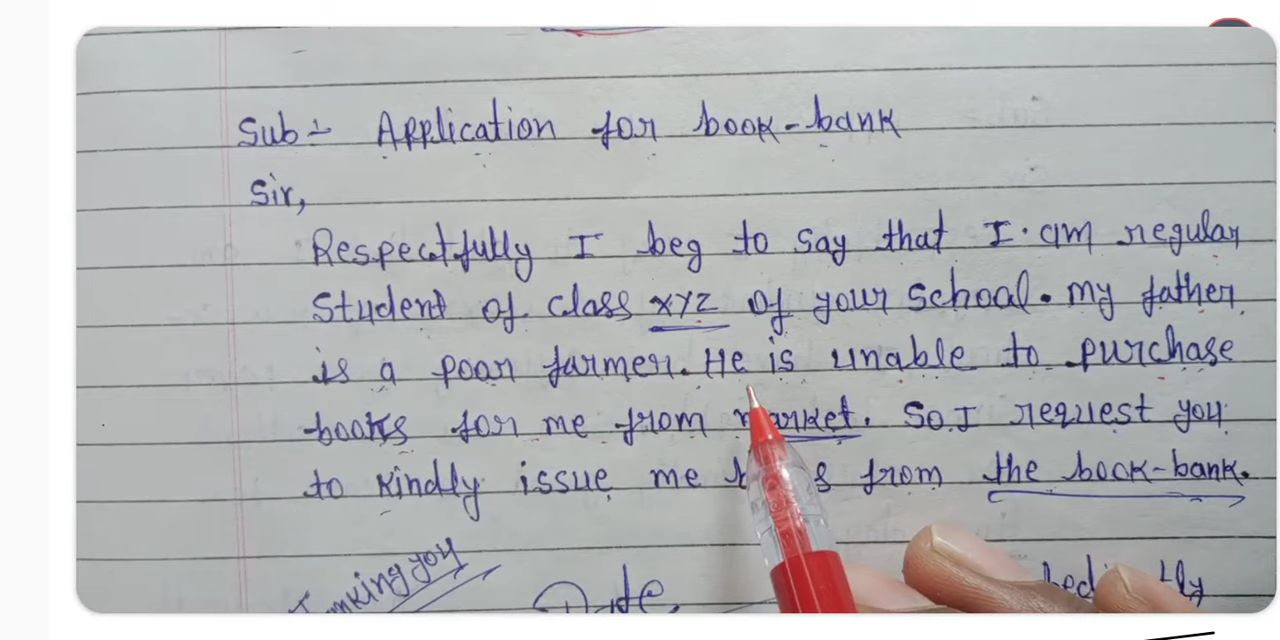 Sub:- Application for book-bank
Sir,
Respectfully I beg to say that I am regular
Student of class XYZ of your School. my father
is a poor farmer. He is unable to purchase
books for me from market. So I request you
to kindly issue me from the book-bank.
Date